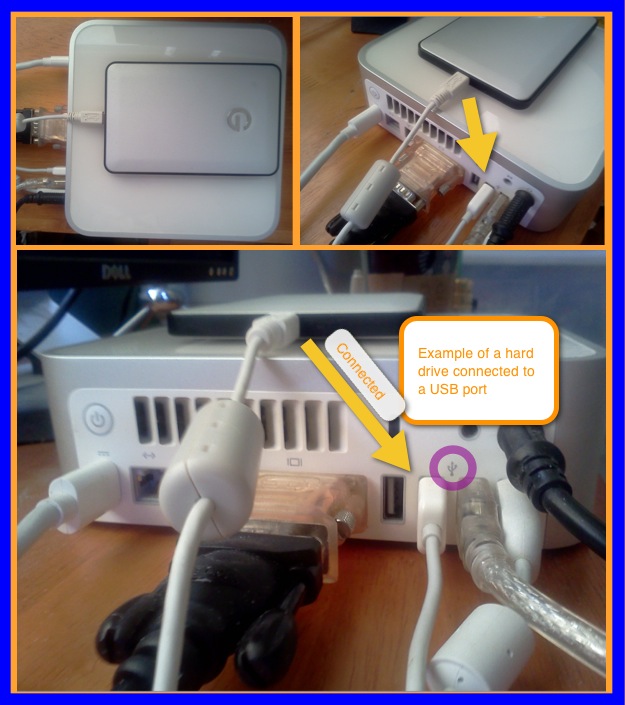 DELL
Connected
Example of a hard
drive connected to
a USB port